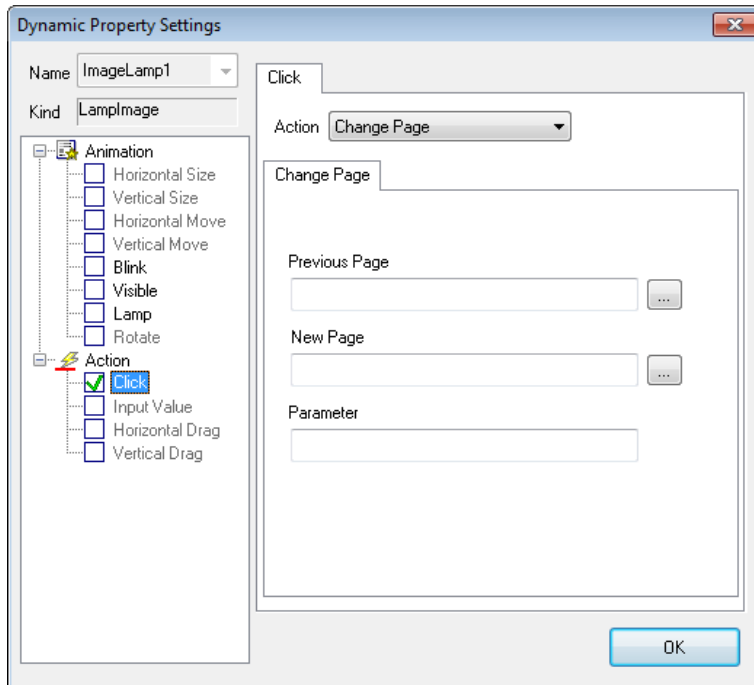 Dynamic Property Settings
Name ImageLamp1
Kind LampImage
Animation
Horizontal Size
Vertical Size
Horizontal Move
Vertical Move
Blink
Visible
Lamp
Rotate
Action
Click
Input Value
Horizontal Drag
Vertical Drag
Click
Action Change Page
Change Page
Previous Page
...
New Page
...
Parameter
OK